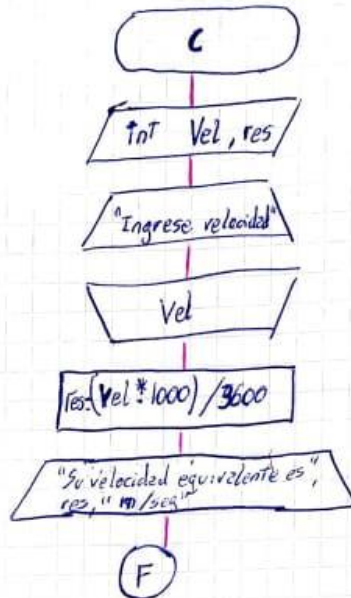 C
int Vel, res
"Ingrese velocidad"
Vel
res=(Vel*1000)/3600
"Su velocidad equivalente es",
res, "m/seg"
F